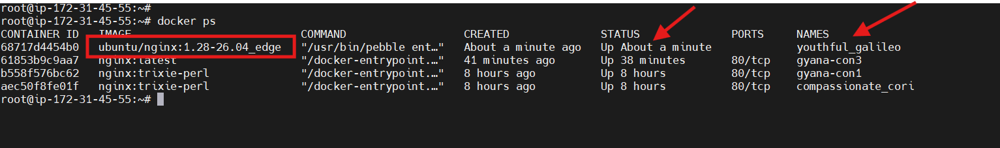 root@ip-172-31-45-55:~#
root@ip-172-31-45-55:~# docker ps
CONTAINER ID   IMAGE                          COMMAND                  CREATED              STATUS              PORTS     NAMES
68717d4454b0   ubuntu/nginx:1.28-26.04_edge   "/usr/bin/pebble ent…"   About a minute ago   Up About a minute             youthful_galileo
61853b9c9aa7   nginx:latest                   "/docker-entrypoint.…"   41 minutes ago       Up 38 minutes       80/tcp    gyana-con3
b558f576bc62   nginx:trixie-perl              "/docker-entrypoint.…"   8 hours ago          Up 8 hours          80/tcp    gyana-con1
aec50f8fe01f   nginx:trixie-perl              "/docker-entrypoint.…"   8 hours ago          Up 8 hours          80/tcp    compassionate_cori
root@ip-172-31-45-55:~#